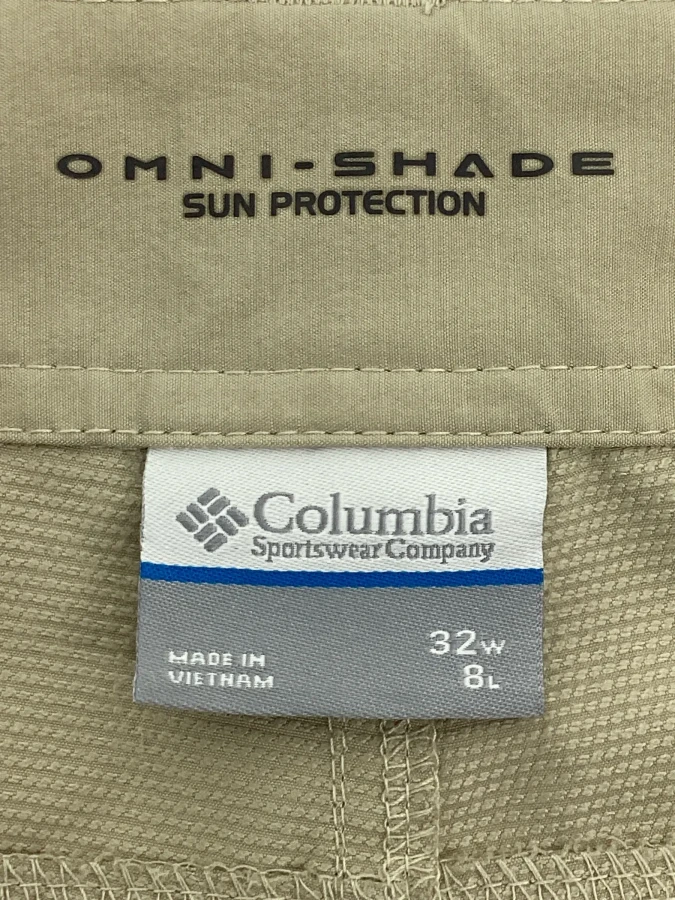 OMNI-SHADE
SUN PROTECTION
Columbia
Sportswear Company
32W
MADE IN
VIETNAM
8L